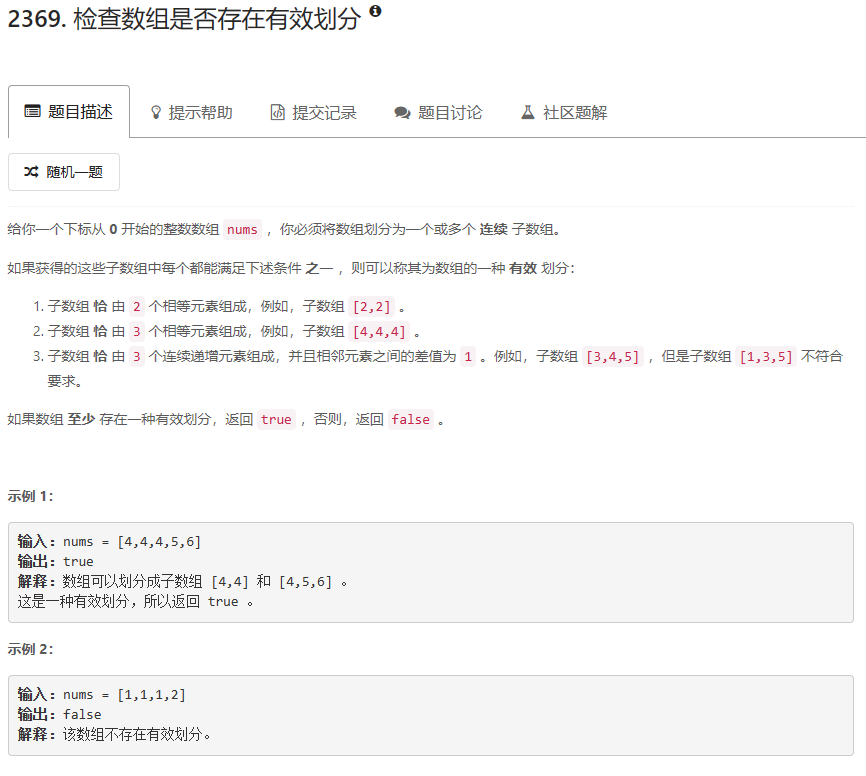 2369. 检查数组是否存在有效划分
题目描述 提示帮助 提交记录 题目讨论 社区题解
随机一题
给你一个下标从 0 开始的整数数组 nums ，你必须将数组划分为一个或多个 连续 子数组。
如果获得的这些子数组中每个都能满足下述条件 之一 ，则可以称其为数组的一种 有效 划分：
1. 子数组 恰 由 2 个相等元素组成，例如，子数组 [2,2] 。
2. 子数组 恰 由 3 个相等元素组成，例如，子数组 [4,4,4] 。
3. 子数组 恰 由 3 个连续递增元素组成，并且相邻元素之间的差值为 1 。例如，子数组 [3,4,5] ，但是子数组 [1,3,5] 不符合
要求。
如果数组 至少 存在一种有效划分，返回 true ，否则，返回 false 。
示例 1：
输入：nums = [4,4,4,5,6]
输出：true
解释：数组可以划分成子数组 [4,4] 和 [4,5,6] 。
这是一种有效划分，所以返回 true 。
示例 2：
输入：nums = [1,1,1,2]
输出：false
解释：该数组不存在有效划分。